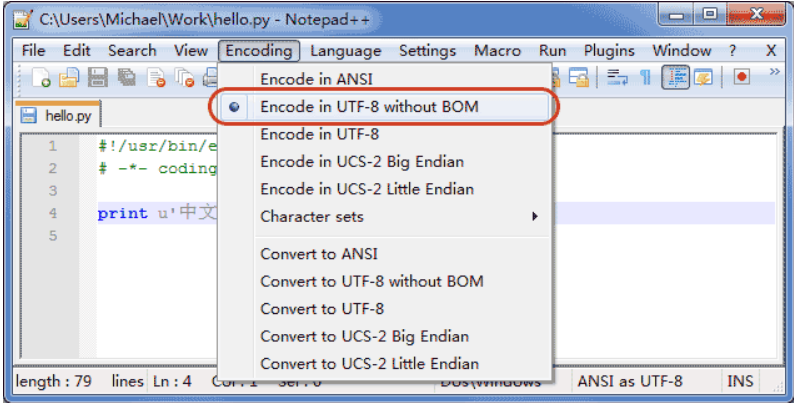 C:\Users\Michael\Work\hello.py - Notepad++
File Edit Search View Encoding Language Settings Macro Run Plugins Window ? X
hello.py
Encode in ANSI
Encode in UTF-8 without BOM
Encode in UTF-8
Encode in UCS-2 Big Endian
Encode in UCS-2 Little Endian
Character sets
Convert to ANSI
Convert to UTF-8 without BOM
Convert to UTF-8
Convert to UCS-2 Big Endian
Convert to UCS-2 Little Endian
1 #!/usr/bin/e
2 # -*- coding
3
4 print u'中文
5
length : 79 lines Ln : 4 Col : 1 Sel : 0 Dos\Windows ANSI as UTF-8 INS